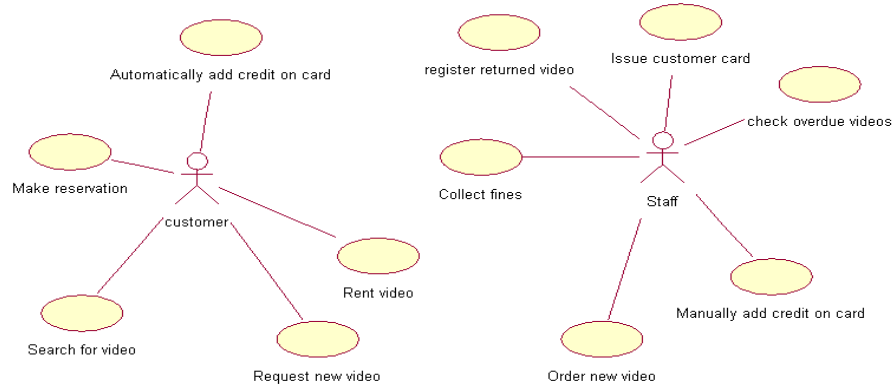 Automatically add credit on card
Make reservation
customer
Rent video
Search for video
Request new video
register returned video
Issue customer card
check overdue videos
Collect fines
Staff
Manually add credit on card
Order new video